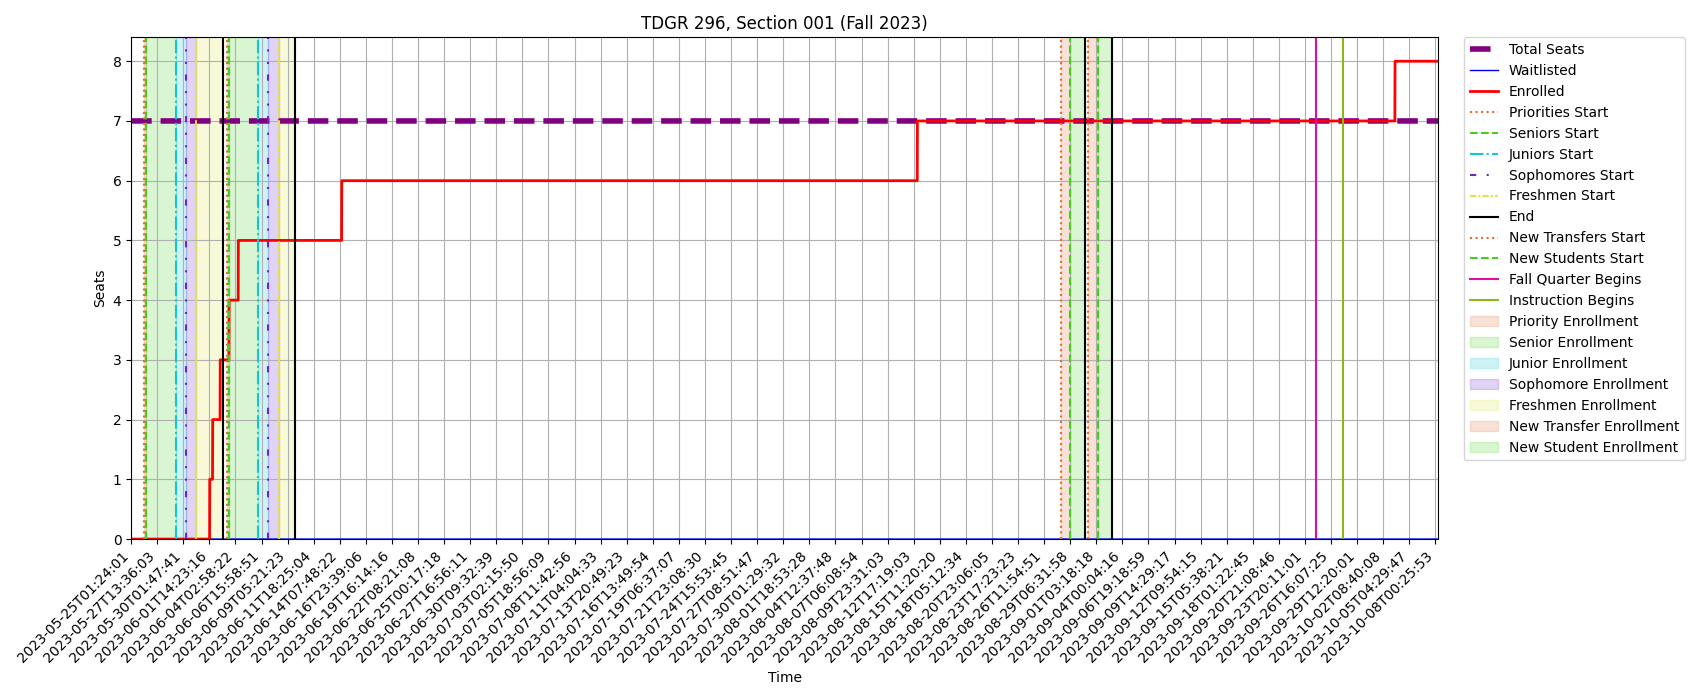 TDGR 296, Section 001 (Fall 2023)
Seats
8
7
6
5
4
3
2
1
0
2023-05-25T01:24:01
2023-05-27T13:36:03
2023-05-30T01:47:41
2023-06-01T14:23:16
2023-06-04T02:58:22
2023-06-06T15:58:51
2023-06-09T05:21:23
2023-06-11T18:25:04
2023-06-14T07:48:22
2023-06-16T23:39:06
2023-06-19T16:14:16
2023-06-22T08:21:08
2023-06-25T00:17:18
2023-06-27T16:56:11
2023-06-30T09:32:39
2023-07-03T02:15:50
2023-07-05T18:56:09
2023-07-08T11:42:56
2023-07-11T04:04:33
2023-07-13T20:49:23
2023-07-16T13:49:54
2023-07-19T06:37:07
2023-07-21T23:08:30
2023-07-24T15:53:45
2023-07-27T08:51:47
2023-07-30T01:29:32
2023-08-01T18:53:28
2023-08-04T12:37:48
2023-08-07T06:08:54
2023-08-09T23:31:03
2023-08-12T17:19:03
2023-08-15T11:20:20
2023-08-18T05:12:34
2023-08-20T23:06:05
2023-08-23T17:23:23
2023-08-26T11:54:51
2023-08-29T06:31:58
2023-09-01T03:18:18
2023-09-04T00:04:16
2023-09-06T19:18:59
2023-09-09T14:29:17
2023-09-12T09:54:15
2023-09-15T05:38:21
2023-09-18T01:22:45
2023-09-20T21:08:46
2023-09-23T20:11:01
2023-09-26T16:07:25
2023-09-29T12:20:01
2023-10-02T08:40:08
2023-10-05T04:29:47
2023-10-08T00:25:53
Time
Total Seats
Waitlisted
Enrolled
Priorities Start
Seniors Start
Juniors Start
Sophomores Start
Freshmen Start
End
New Transfers Start
New Students Start
Fall Quarter Begins
Instruction Begins
Priority Enrollment
Senior Enrollment
Junior Enrollment
Sophomore Enrollment
Freshmen Enrollment
New Transfer Enrollment
New Student Enrollment